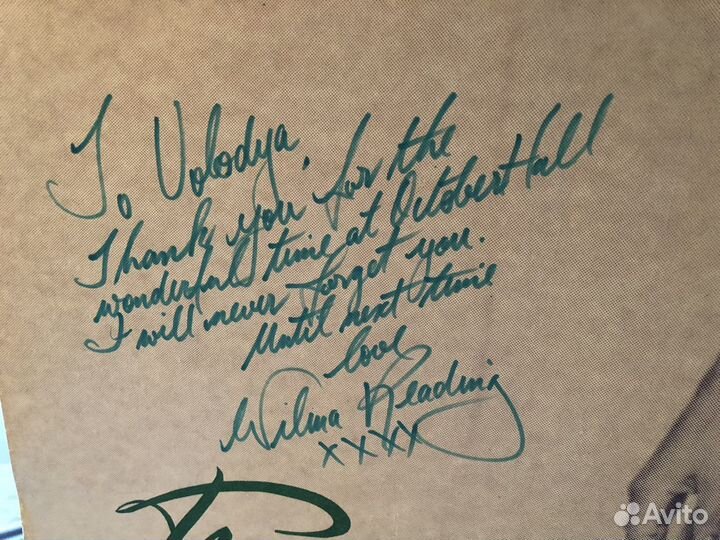 To Volodya,
Thank you for the
wonderful time at October Hall
I will never forget you.
Until next time
love
Wilma Reading
xxxx
Avito